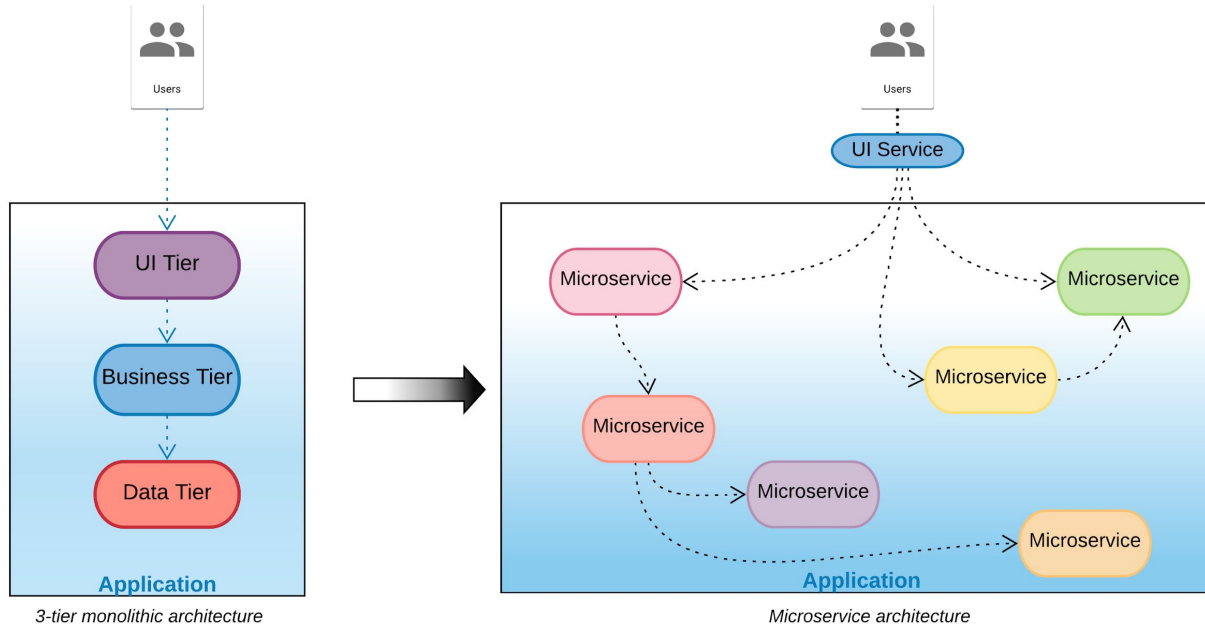 Users
UI Tier
Business Tier
Data Tier
Application
3-tier monolithic architecture
Users
UI Service
Microservice
Microservice
Microservice
Microservice
Microservice
Microservice
Application
Microservice architecture